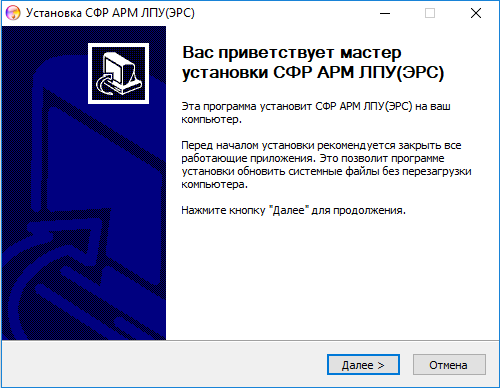 Установка СФР АРМ ЛПУ(ЭРС)
Вас приветствует мастер
установки СФР АРМ ЛПУ(ЭРС)
Эта программа установит СФР АРМ ЛПУ(ЭРС) на ваш
компьютер.
Перед началом установки рекомендуется закрыть все
работающие приложения. Это позволит программе
установки обновить системные файлы без перезагрузки
компьютера.
Нажмите кнопку "Далее" для продолжения.
Далее >
Отмена